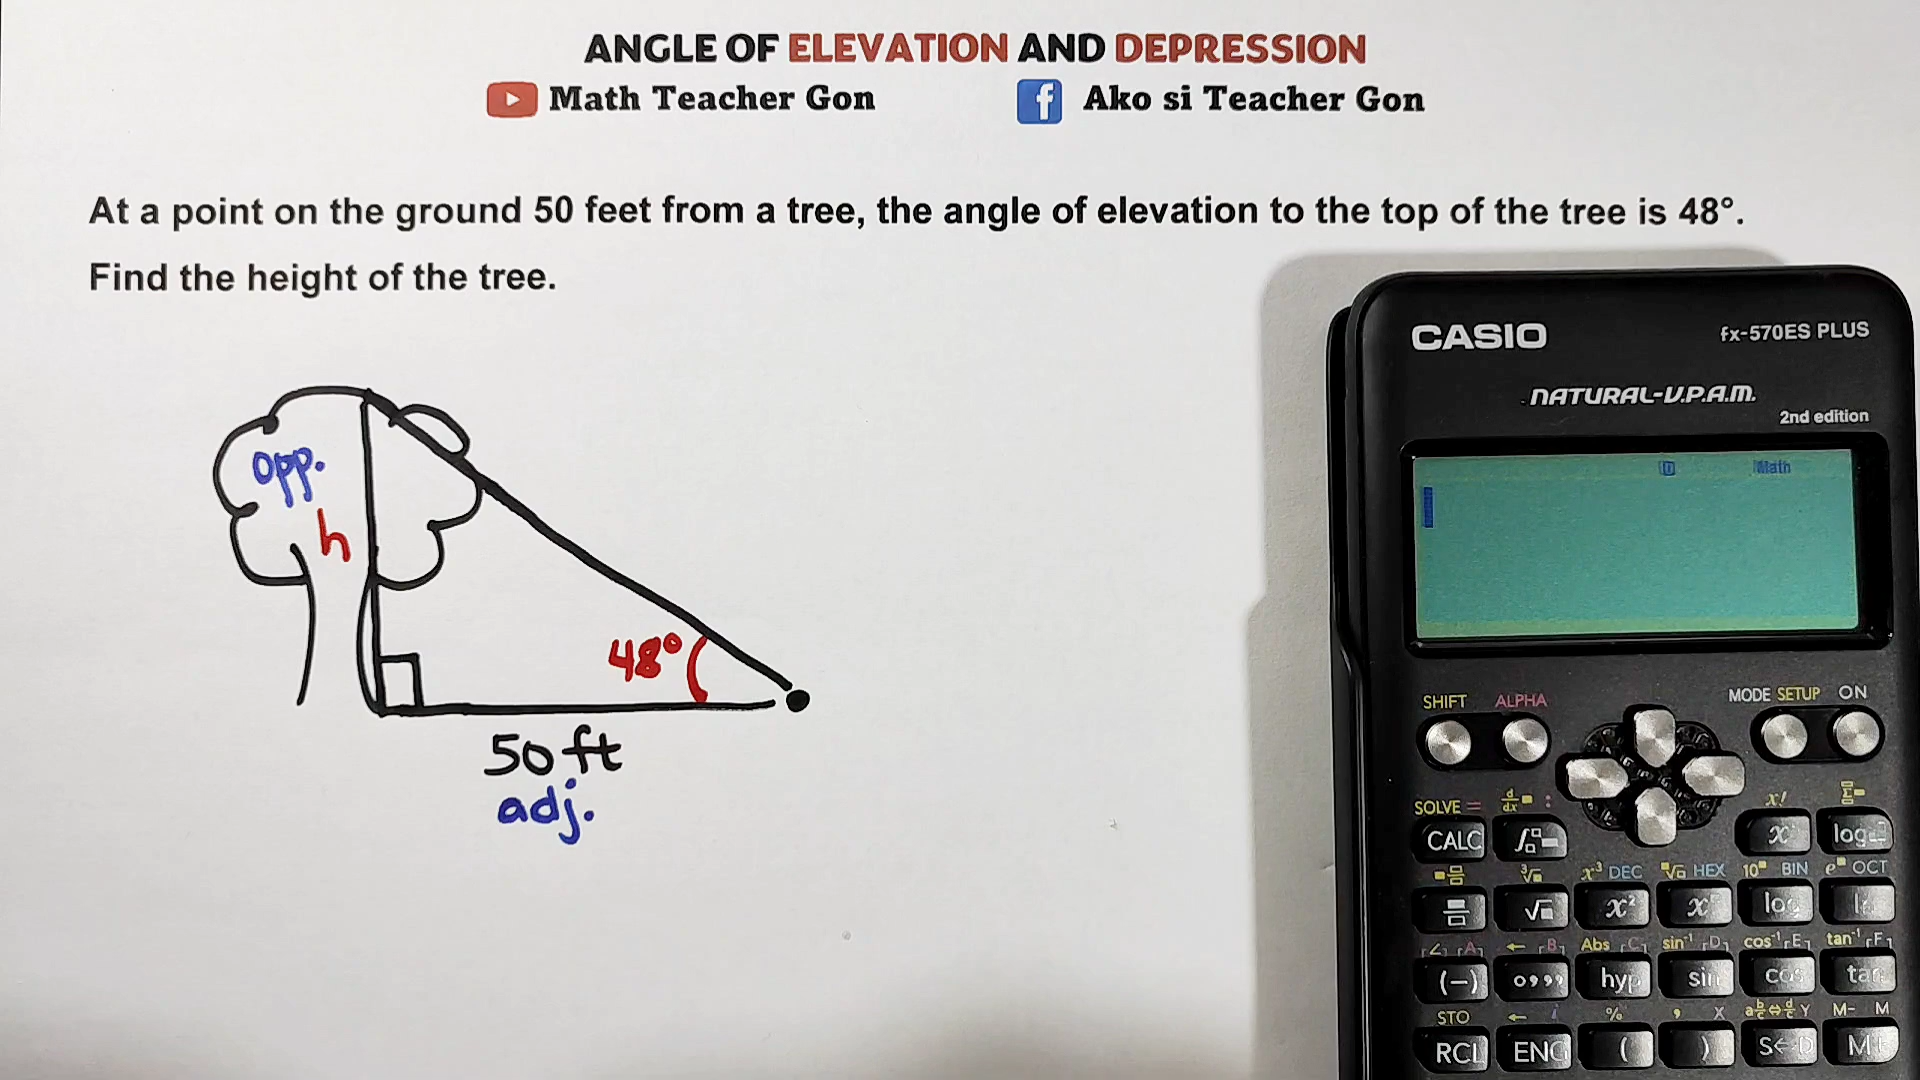 ANGLE OF ELEVATION AND DEPRESSION
Math Teacher Gon
Ako si Teacher Gon
At a point on the ground 50 feet from a tree, the angle of elevation to the top of the tree is 48°.
Find the height of the tree.
opp.
h
48°
50 ft
adj.
CASIO
fx-570ES PLUS
NATURAL-V.P.A.M.
2nd edition
D Math
SHIFT ALPHA MODE SETUP ON
SOLVE = d/dx :
x!
CALC
x³ DEC HEX 10 BIN e OCT
x² log
∠ A ← B Abs C sin⁻¹ D cos⁻¹ E tan⁻¹ F
(−) hyp sin cos tan
STO ← i % , X a b/c ⇔ d/c Y M- M
RCL ENG ( ) S⇔D M+